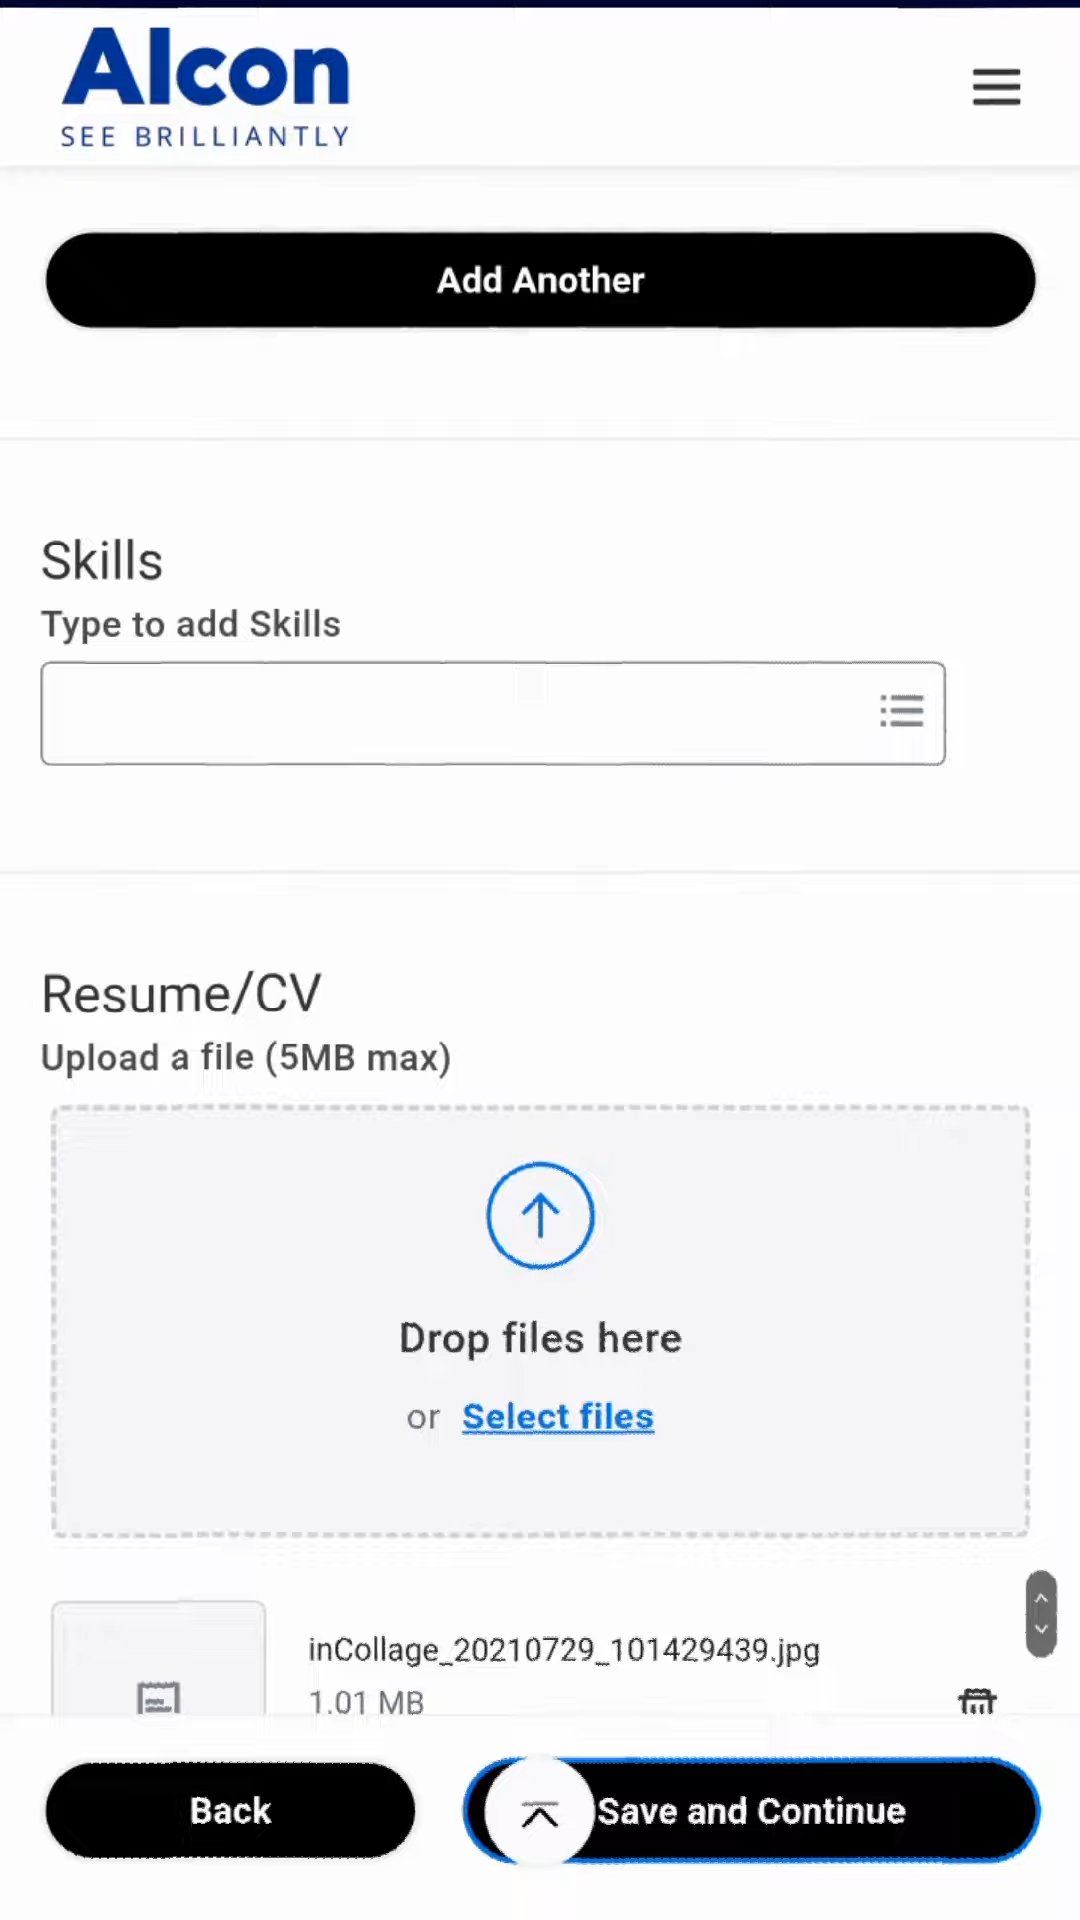 Alcon
SEE BRILLIANTLY
Add Another
Skills
Type to add Skills
Resume/CV
Upload a file (5MB max)
Drop files here
or Select files
inCollage_20210729_101429439.jpg
1.01 MB
Back
Save and Continue